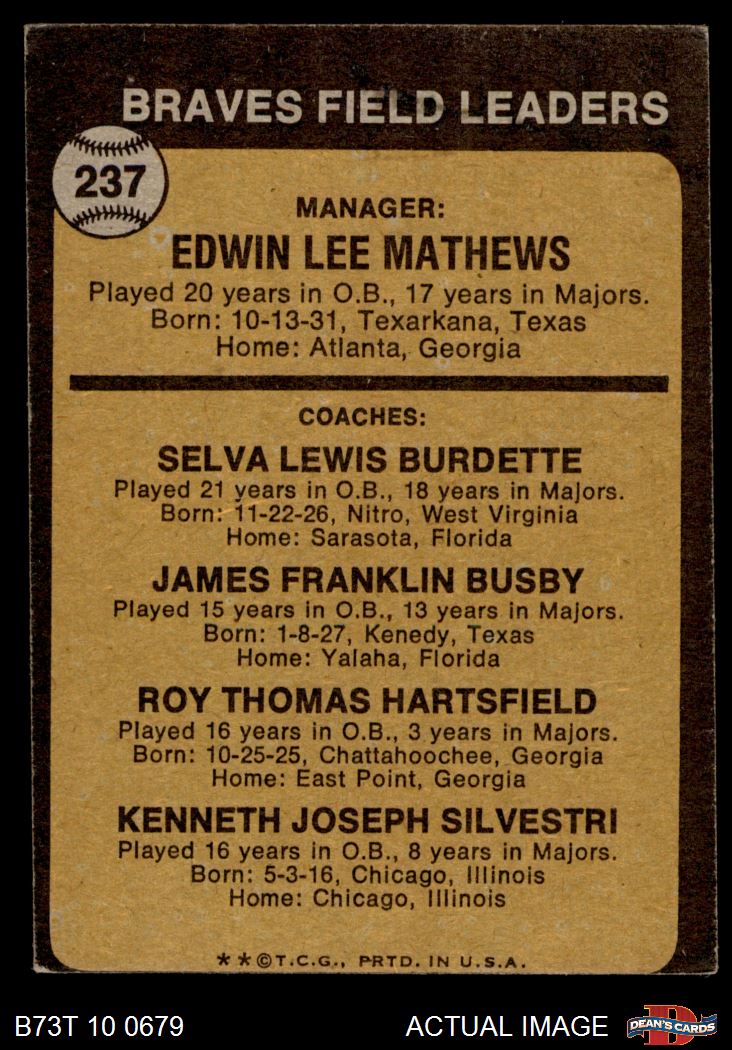 BRAVES FIELD LEADERS
237
MANAGER:
EDWIN LEE MATHEWS
Played 20 years in O.B., 17 years in Majors.
Born: 10-13-31, Texarkana, Texas
Home: Atlanta, Georgia
COACHES:
SELVA LEWIS BURDETTE
Played 21 years in O.B., 18 years in Majors.
Born: 11-22-26, Nitro, West Virginia
Home: Sarasota, Florida
JAMES FRANKLIN BUSBY
Played 15 years in O.B., 13 years in Majors.
Born: 1-8-27, Kenedy, Texas
Home: Yalaha, Florida
ROY THOMAS HARTSFIELD
Played 16 years in O.B., 3 years in Majors.
Born: 10-25-25, Chattahoochee, Georgia
Home: East Point, Georgia
KENNETH JOSEPH SILVESTRI
Played 16 years in O.B., 8 years in Majors.
Born: 5-3-16, Chicago, Illinois
Home: Chicago, Illinois
**©T.C.G., PRTD. IN U.S.A.
B73T 10 0679 ACTUAL IMAGE D DEAN'S CARDS